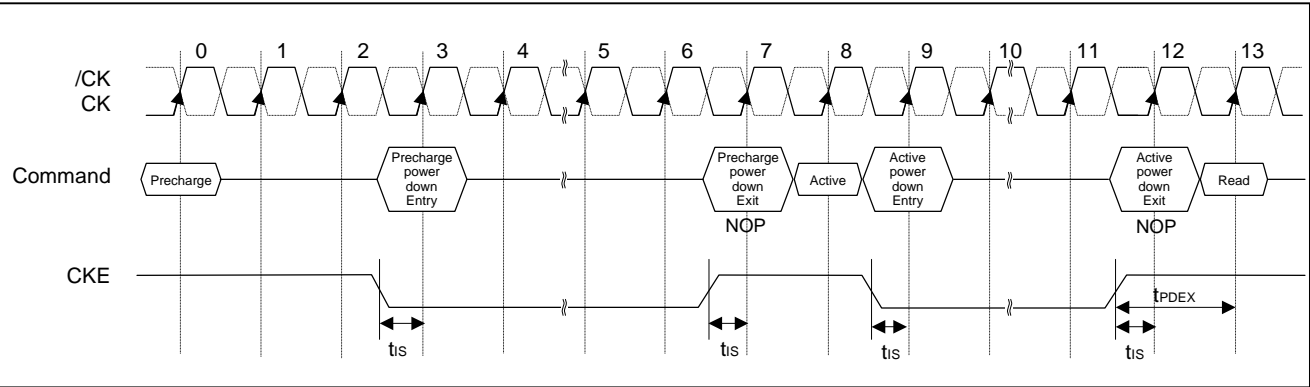 0 1 2 3 4 5 6 7 8 9 10 11 12 13
/CK
CK
Command
Precharge
Precharge
power
down
Entry
Precharge
power
down
Exit
NOP
Active
Active
power
down
Entry
Active
power
down
Exit
NOP
Read
CKE
tPDEX
tIS
tIS
tIS
tIS